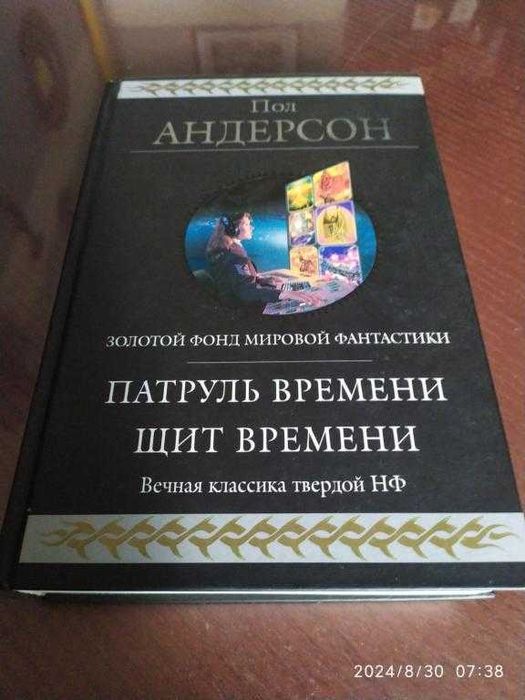 Пол
АНДЕРСОН
ЗОЛОТОЙ ФОНД МИРОВОЙ ФАНТАСТИКИ
ПАТРУЛЬ ВРЕМЕНИ
ЩИТ ВРЕМЕНИ
Вечная классика твердой НФ
2024/8/30 07:38